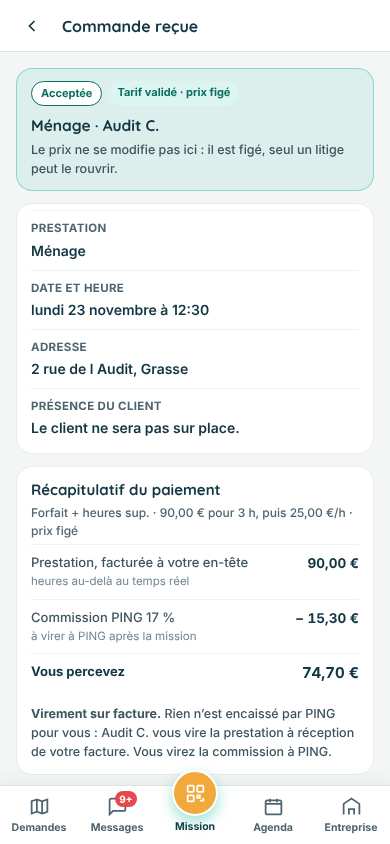 Commande reçue
Acceptée
Tarif validé · prix figé
Ménage · Audit C.
Le prix ne se modifie pas ici : il est figé, seul un litige
peut le rouvrir.
PRESTATION
Ménage
DATE ET HEURE
lundi 23 novembre à 12:30
ADRESSE
2 rue de l Audit, Grasse
PRÉSENCE DU CLIENT
Le client ne sera pas sur place.
Récapitulatif du paiement
Forfait + heures sup. · 90,00 € pour 3 h, puis 25,00 €/h ·
prix figé
Prestation, facturée à votre en-tête 90,00 €
heures au-delà au temps réel
Commission PING 17 % – 15,30 €
à virer à PING après la mission
Vous percevez 74,70 €
Virement sur facture. Rien n’est encaissé par PING
pour vous : Audit C. vous vire la prestation à réception
de votre facture. Vous virez la commission à PING.
9+
Demandes Messages Mission Agenda Entreprise